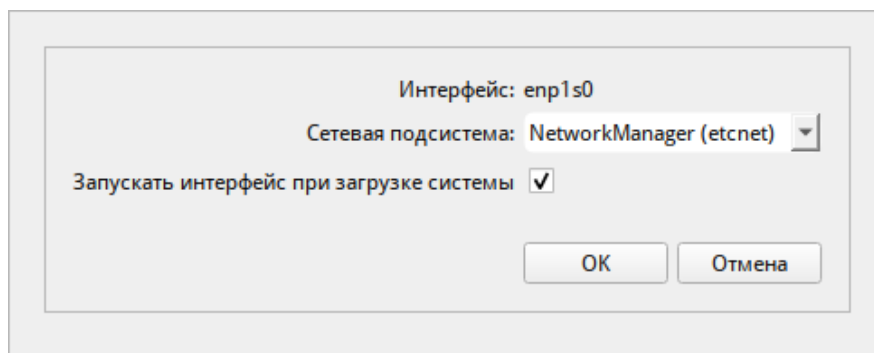 Интерфейс: enp1s0
Сетевая подсистема: NetworkManager (etcnet)
Запускать интерфейс при загрузке системы
OK Отмена